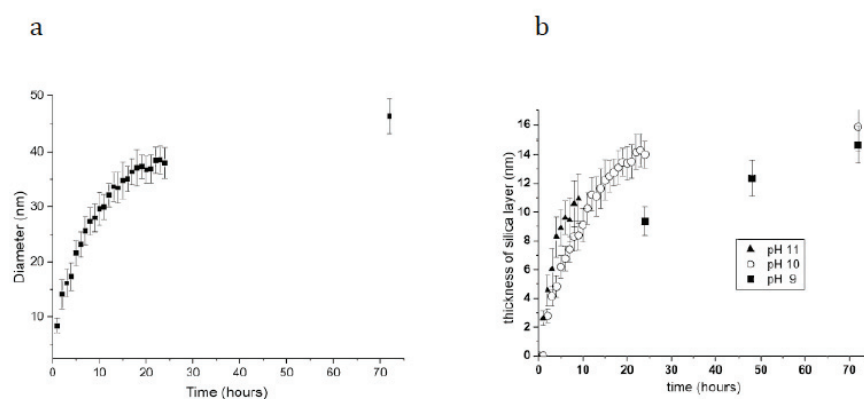 a
b
50
40
30
20
10
Diameter (nm)
0 10 20 30 40 50 60 70
Time (hours)
16
14
12
10
8
6
4
2
0
thickness of silica layer (nm)
pH 11
pH 10
pH 9
0 10 20 30 40 50 60 70
time (hours)